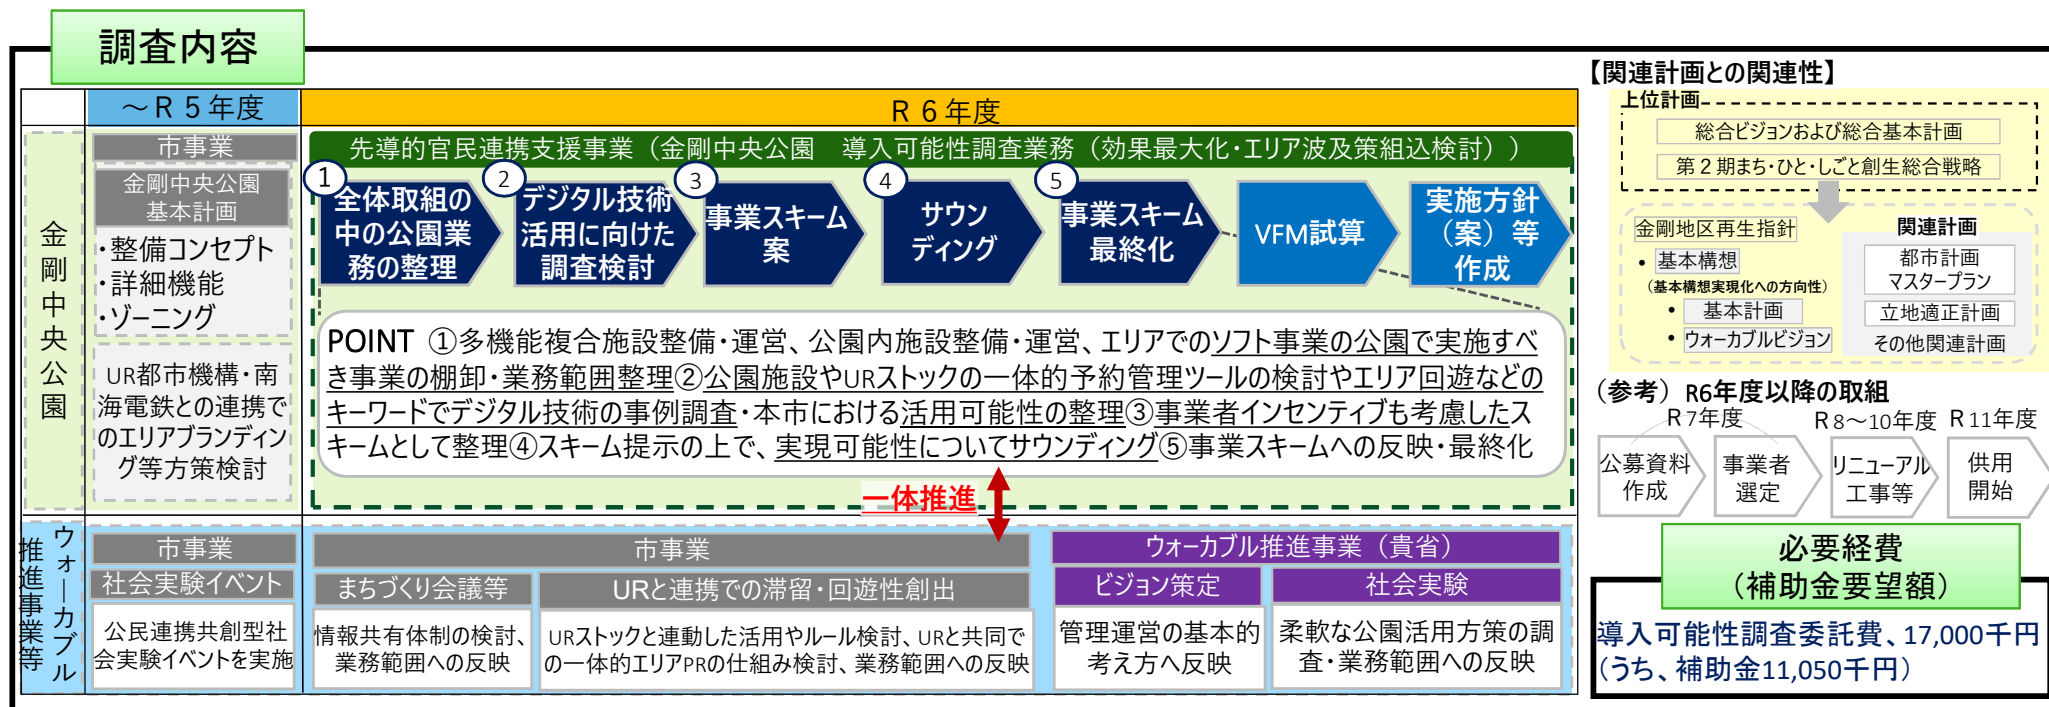 調査内容
～R５年度
R ６年度
金剛中央公園
市事業
金剛中央公園
基本計画
・整備コンセプト
・詳細機能
・ゾーニング
UR都市機構・南
海電鉄との連携で
のエリアブランディン
グ等方策検討
先導的官民連携支援事業（金剛中央公園　導入可能性調査業務（効果最大化・エリア波及策組込検討））
1
全体取組の
中の公園業
務の整理
2
デジタル技術
活用に向けた
調査検討
3
事業スキーム
案
4
サウン
ディング
5
事業スキーム
最終化
VFM試算
実施方針
（案）等
作成
POINT ①多機能複合施設整備・運営、公園内施設整備・運営、エリアでのソフト事業の公園で実施すべ
き事業の棚卸・業務範囲整理②公園施設やURストックの一体的予約管理ツールの検討やエリア回遊などの
キーワードでデジタル技術の事例調査・本市における活用可能性の整理③事業者インセンティブも考慮したス
キームとして整理④スキーム提示の上で、実現可能性についてサウンディング⑤事業スキームへの反映・最終化
一体推進
ウォーカブル
推進事業等
市事業
社会実験イベント
公民連携共創型社
会実験イベントを実施
市事業
まちづくり会議等
情報共有体制の検討、
業務範囲への反映
URと連携での滞留・回遊性創出
URストックと連動した活用やルール検討、URと共同で
の一体的エリアPRの仕組み検討、業務範囲への反映
ウォーカブル推進事業（貴省）
ビジョン策定
管理運営の基本的
考え方へ反映
社会実験
柔軟な公園活用方策の調
査・業務範囲への反映
【関連計画との関連性】
上位計画
総合ビジョンおよび総合基本計画
第２期まち・ひと・しごと創生総合戦略
金剛地区再生指針
• 基本構想
（基本構想実現化への方向性）
• 基本計画
• ウォーカブルビジョン
関連計画
都市計画
マスタープラン
立地適正計画
その他関連計画
（参考）R6年度以降の取組
R 7年度
R 8～10年度
R 11年度
公募資料
作成
事業者
選定
リニューアル
工事等
供用
開始
必要経費
（補助金要望額）
導入可能性調査委託費、17,000千円
（うち、補助金11,050千円）